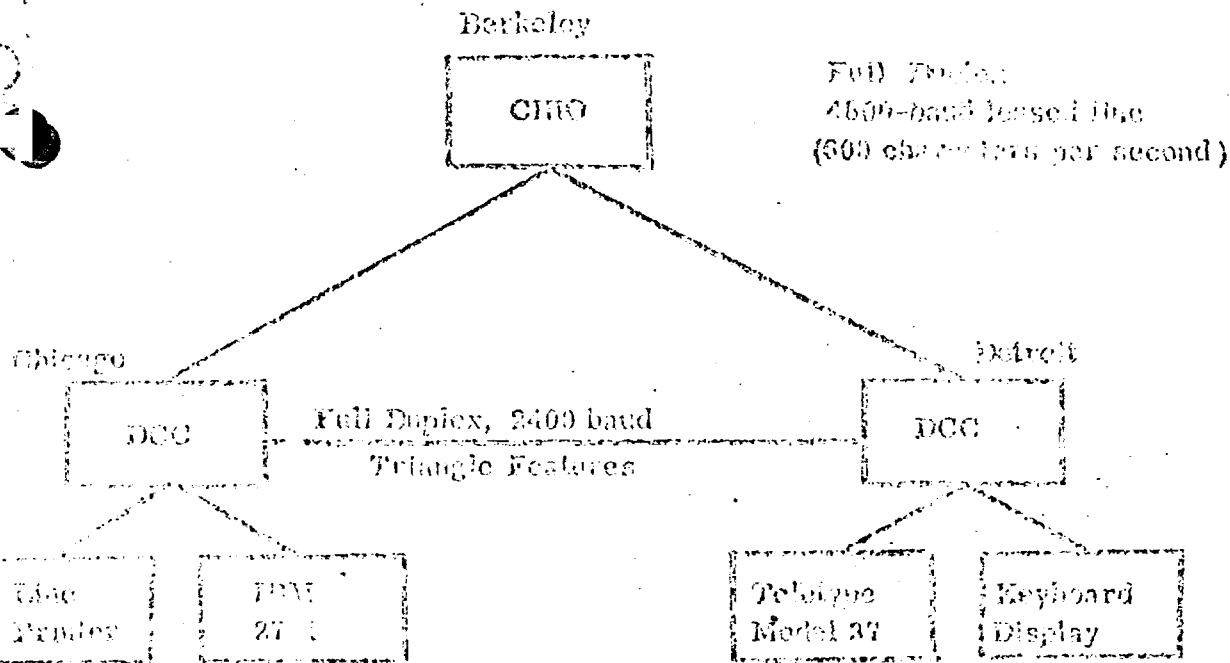 Berkeley
CHIO
Full Duplex
4800-baud leased line
(600 characters per second)
Chicago
Detroit
DCC
Full Duplex, 2400 baud
DCC
Triangle Features
Line
Printer
IBM
Teletype
Model 37
Keyboard
Display